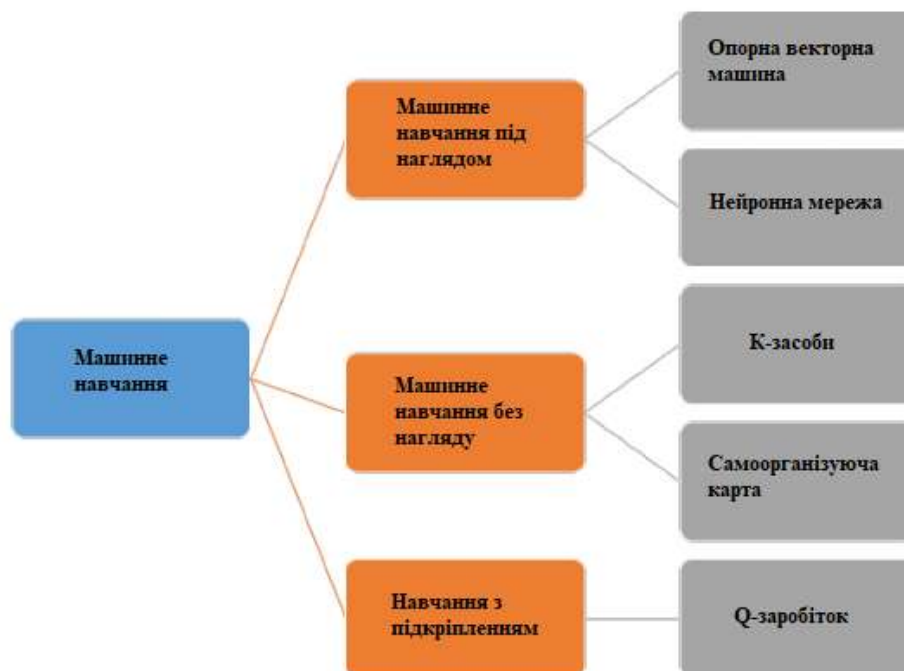 Опорна векторна
машина
Машинне
навчання під
наглядом
Нейронна мережа
Машинне
навчання
К-засоби
Машинне
навчання без
нагляду
Самоорганізуюча
карта
Навчання з
підкріпленням
Q-заробіток